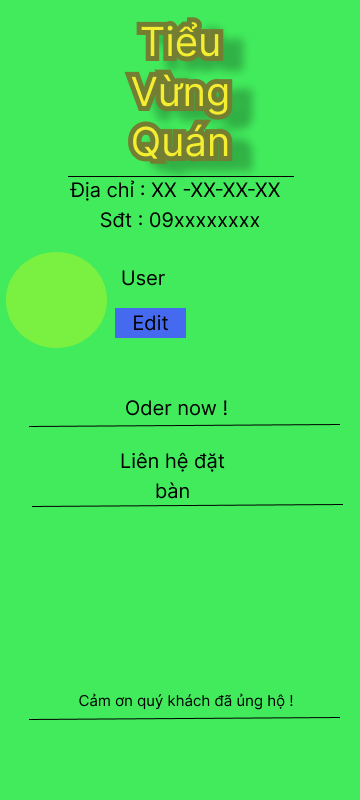 Tiểu
Vừng
Quán
Địa chỉ : XX -XX-XX-XX
Sđt : 09xxxxxxxx
User
Edit
Oder now !
Liên hệ đặt
bàn
Cảm ơn quý khách đã ủng hộ !